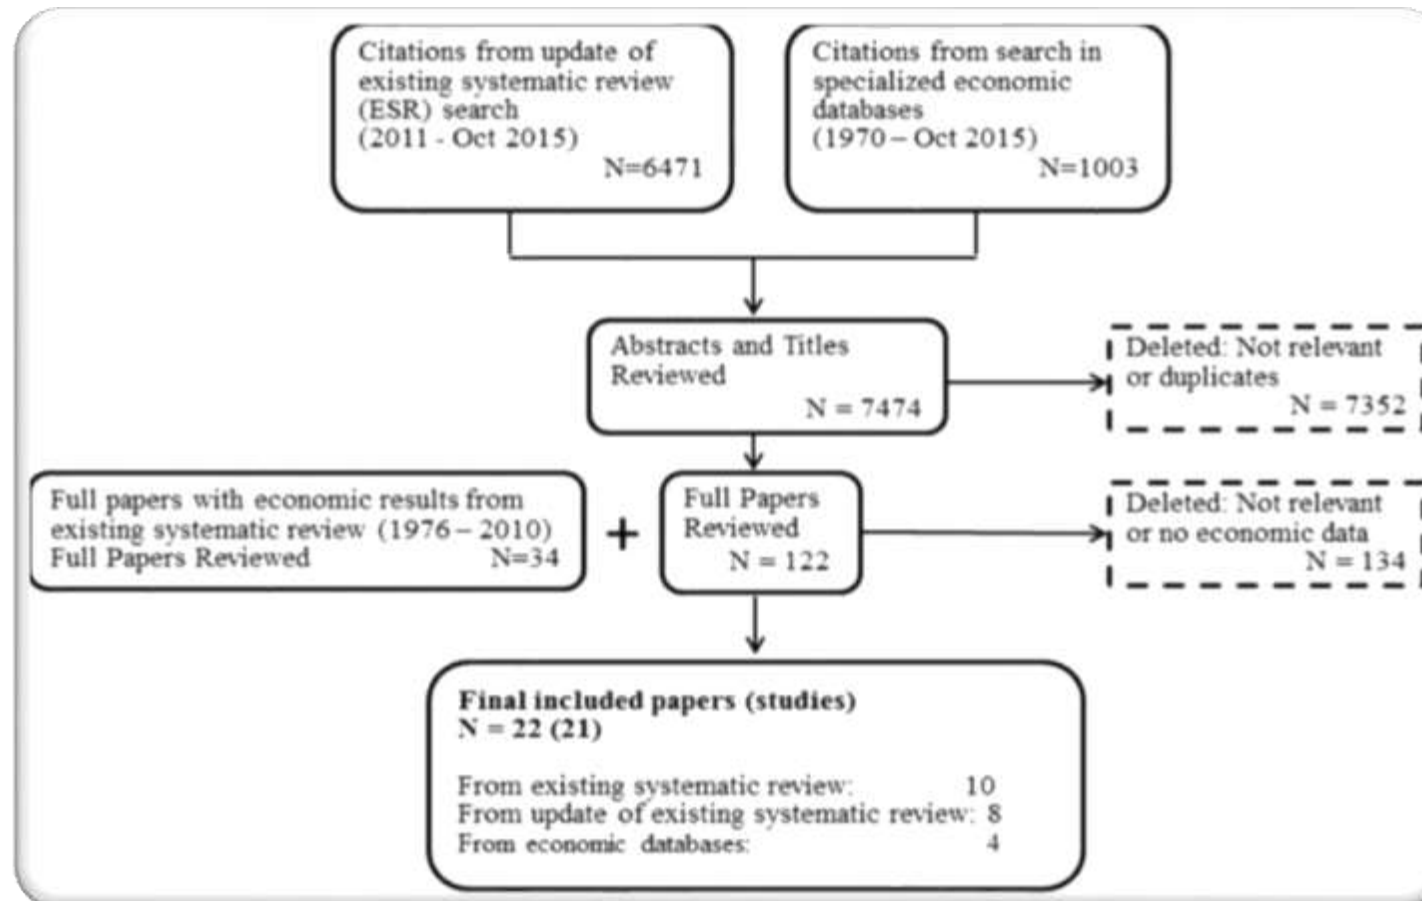 Citations from update of
existing systematic review
(ESR) search
(2011 - Oct 2015)
N=6471
Citations from search in
specialized economic
databases
(1970 – Oct 2015)
N=1003
Abstracts and Titles
Reviewed
N = 7474
Deleted: Not relevant
or duplicates
N = 7352
Full papers with economic results from
existing systematic review (1976 – 2010)
Full Papers Reviewed N=34
+
Full Papers
Reviewed
N = 122
Deleted: Not relevant
or no economic data
N = 134
Final included papers (studies)
N = 22 (21)
From existing systematic review: 10
From update of existing systematic review: 8
From economic databases: 4